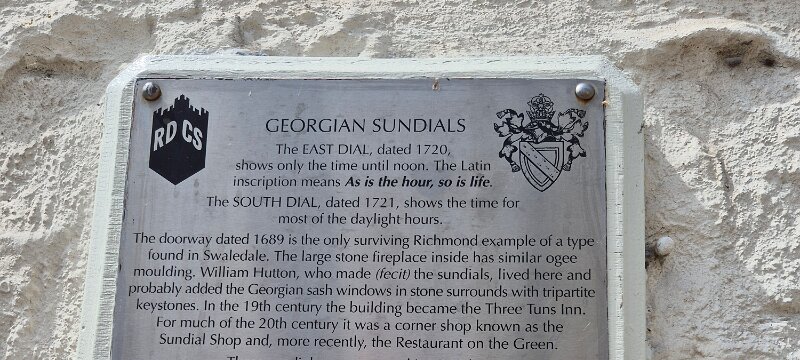 RD CS
GEORGIAN SUNDIALS
The EAST DIAL, dated 1720,
shows only the time until noon. The Latin
inscription means As is the hour, so is life.
The SOUTH DIAL, dated 1721, shows the time for
most of the daylight hours.
The doorway dated 1689 is the only surviving Richmond example of a type
found in Swaledale. The large stone fireplace inside has similar ogee
moulding. William Hutton, who made (fecit) the sundials, lived here and
probably added the Georgian sash windows in stone surrounds with tripartite
keystones. In the 19th century the building became the Three Tuns Inn.
For much of the 20th century it was a corner shop known as the
Sundial Shop and, more recently, the Restaurant on the Green.